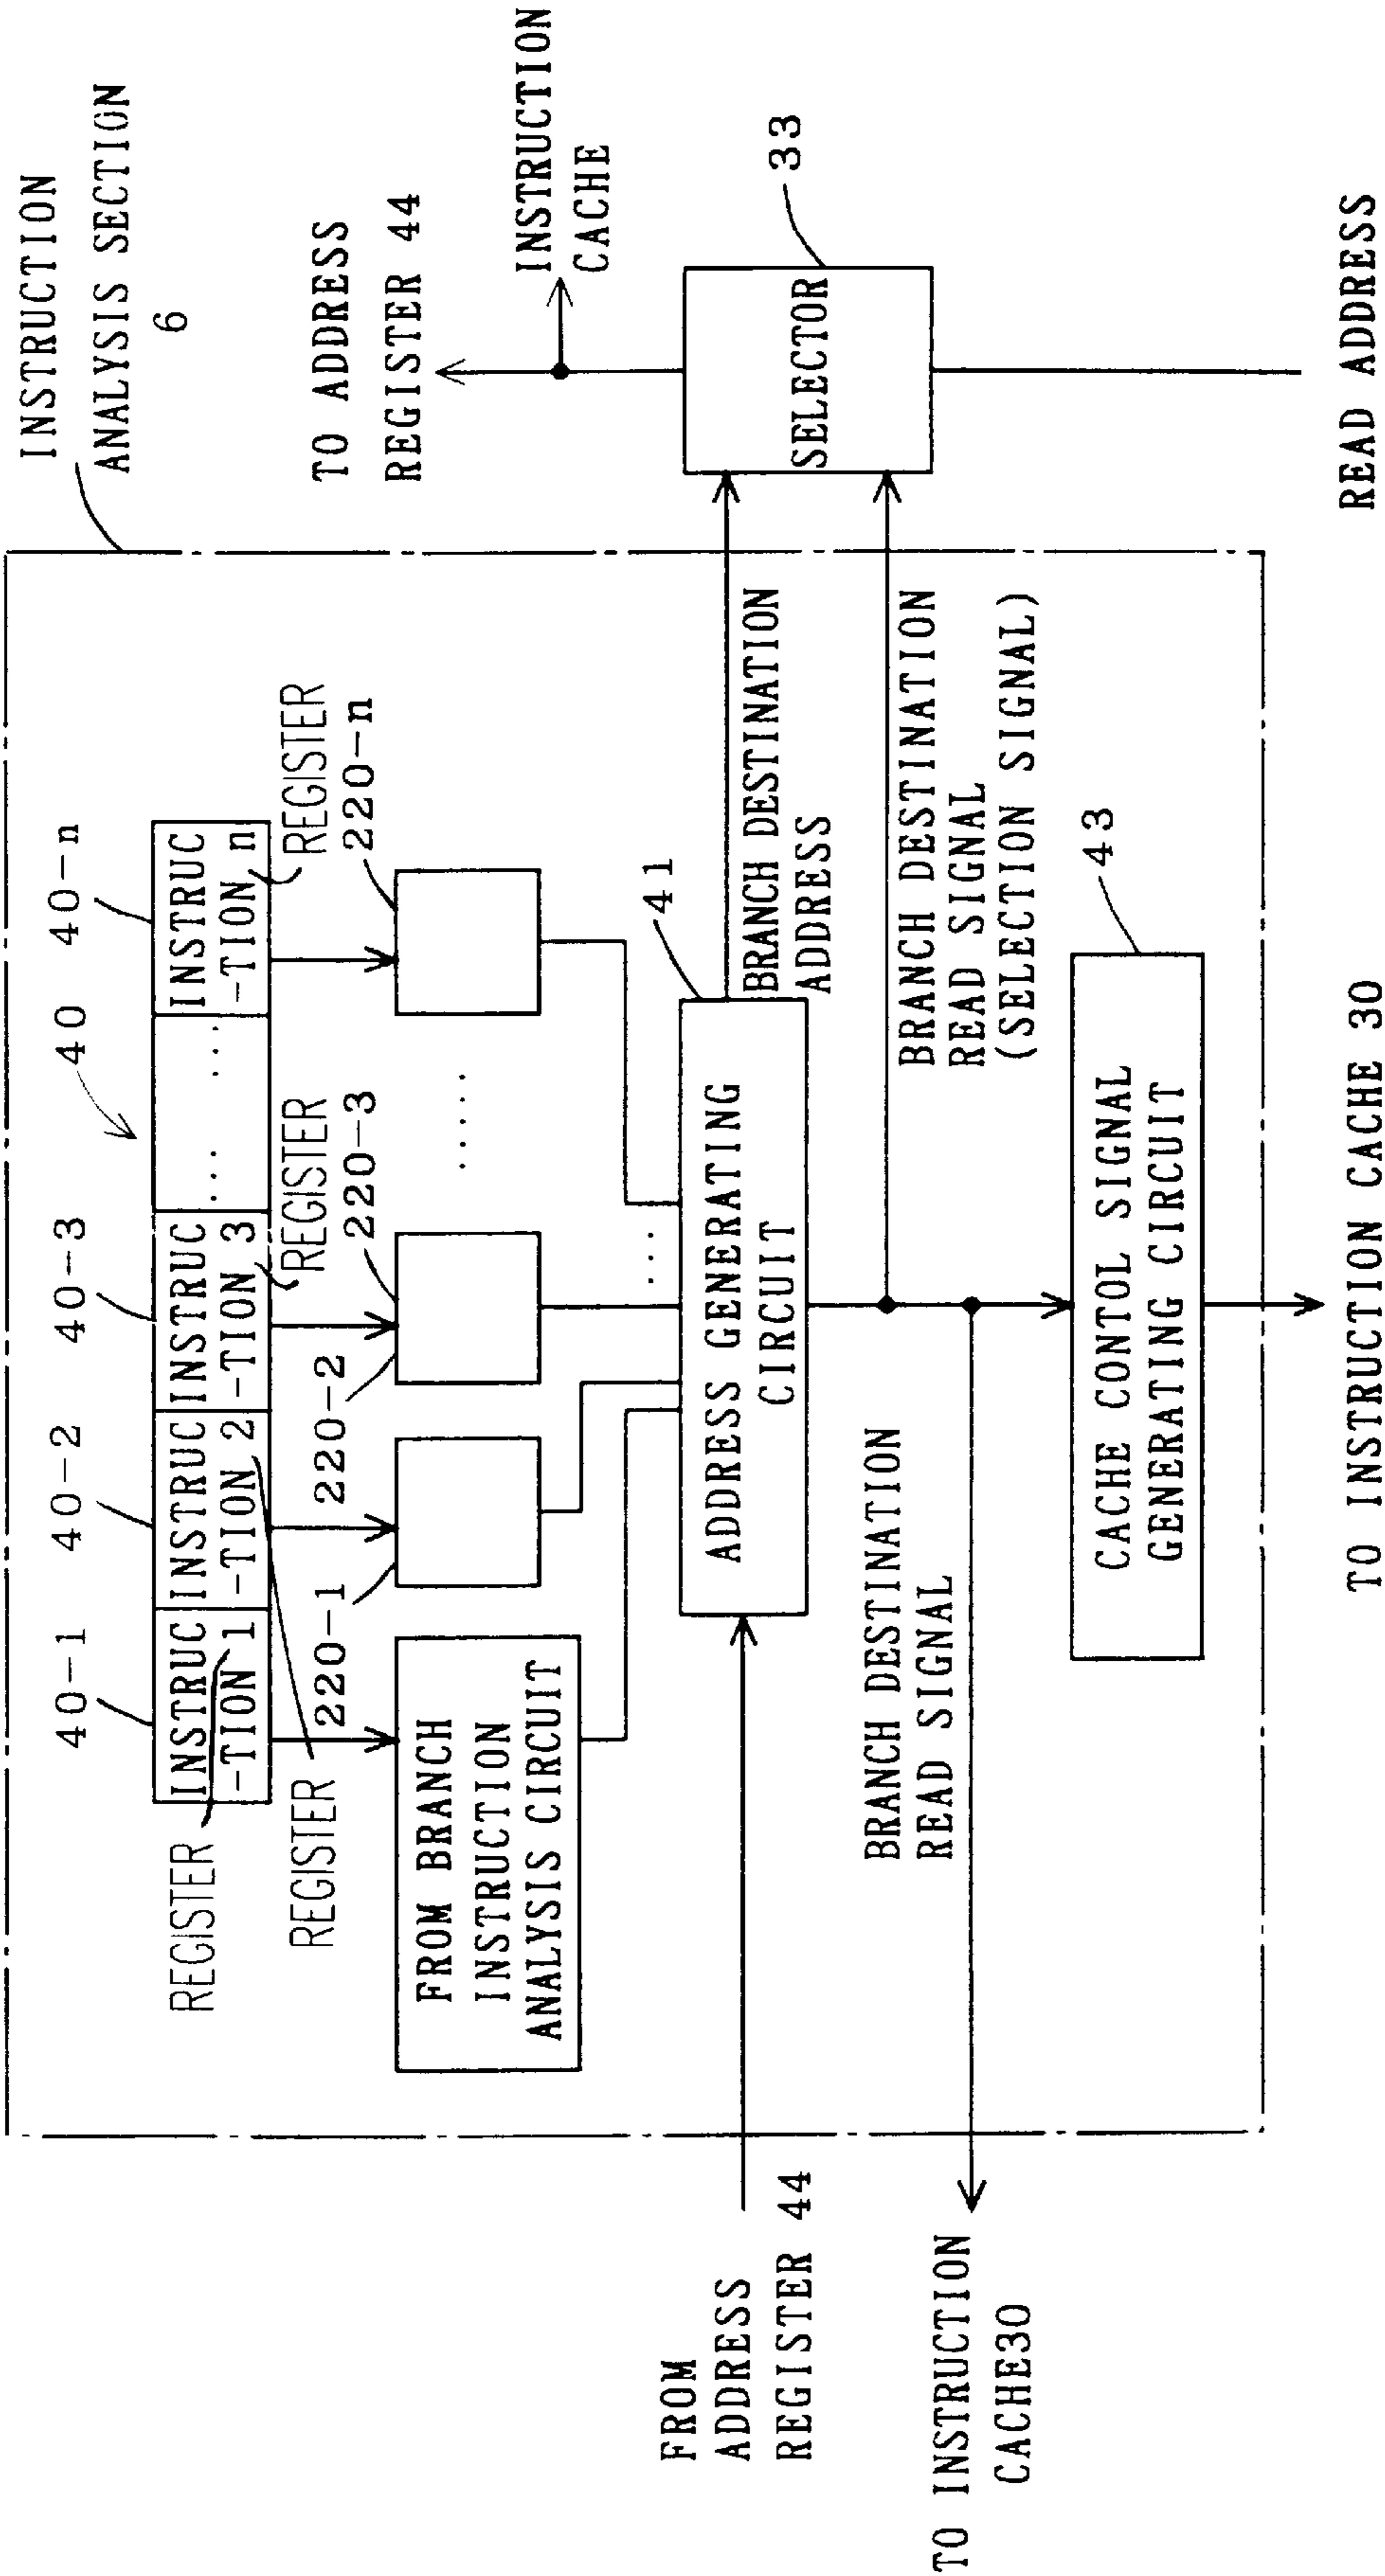 INSTRUCTION
ANALYSIS SECTION
6
40-1
40-2
40-3
40
40-n
INSTRUC
-TION 1
INSTRUC
-TION 2
INSTRUC
-TION 3
... ...
INSTRUC
-TION n
REGISTER
REGISTER
REGISTER
REGISTER
220-1
220-2
220-3
220-n
.....
FROM BRANCH
INSTRUCTION
ANALYSIS CIRCUIT
...
41
ADDRESS GENERATING
CIRCUIT
FROM
ADDRESS
REGISTER 44
BRANCH DESTINATION
ADDRESS
BRANCH DESTINATION
READ SIGNAL
(SELECTION SIGNAL)
BRANCH DESTINATION
READ SIGNAL
TO INSTRUCTION
CACHE30
43
CACHE CONTOL SIGNAL
GENERATING CIRCUIT
TO INSTRUCTION CACHE 30
TO ADDRESS
REGISTER 44
INSTRUCTION
CACHE
33
SELECTOR
READ ADDRESS